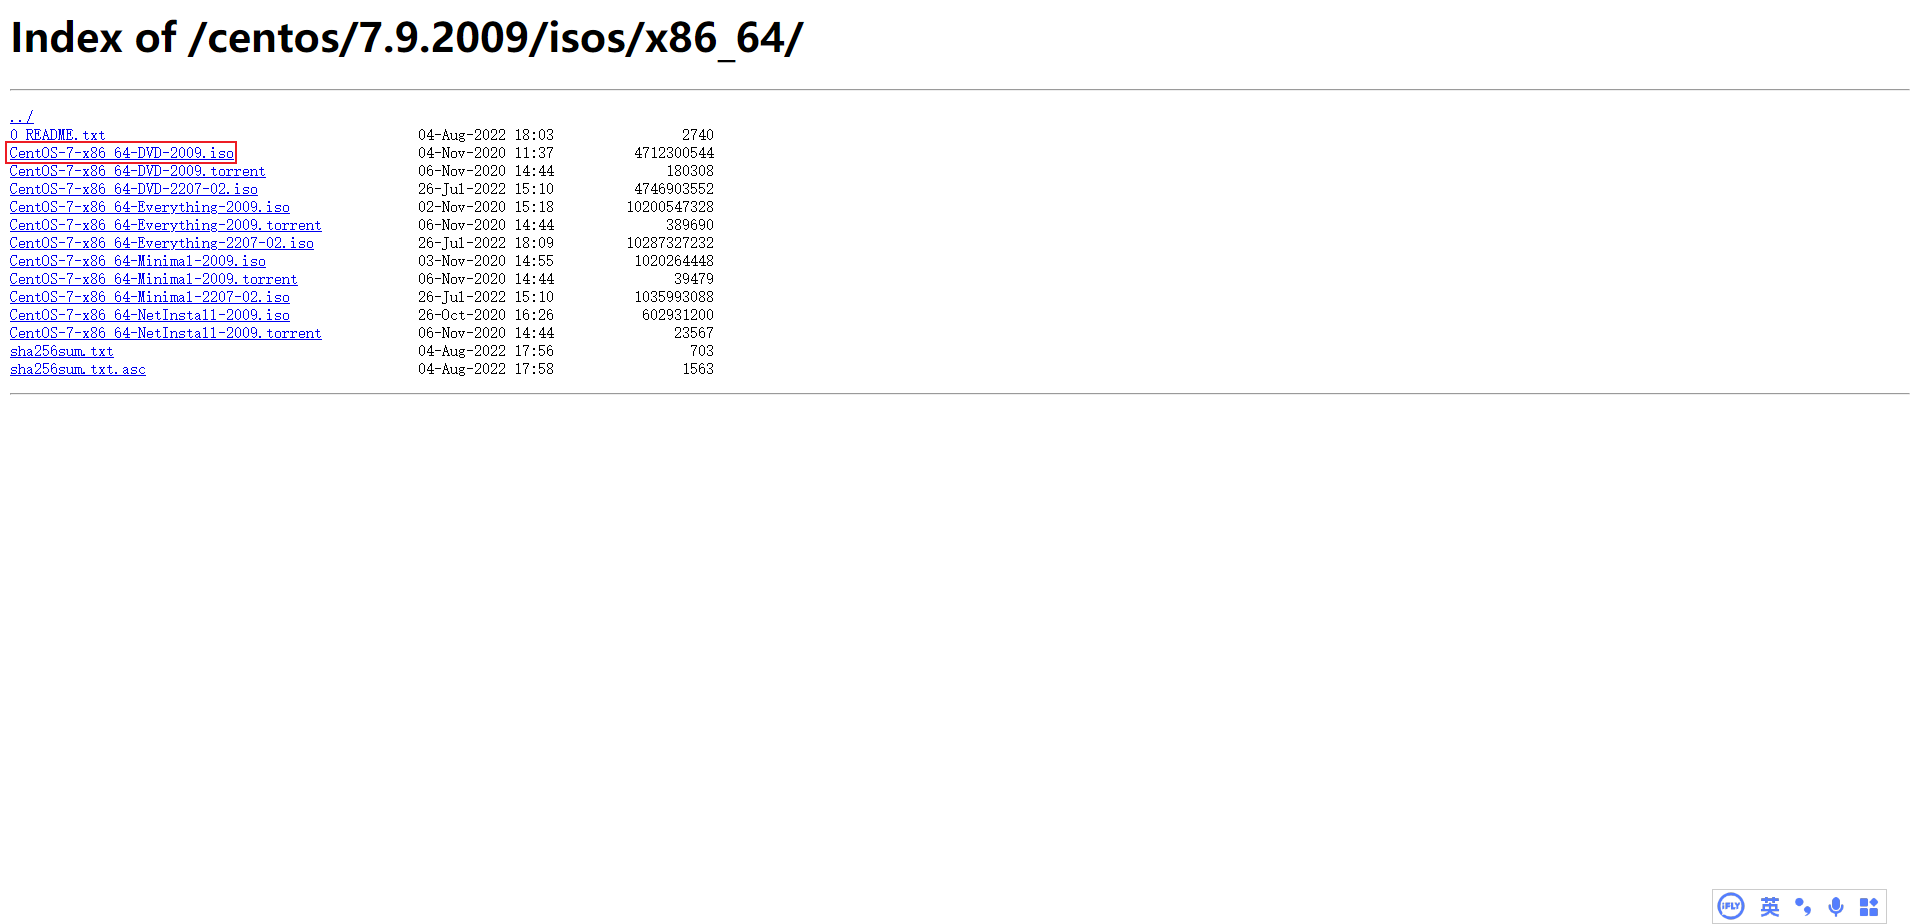 Index of /centos/7.9.2009/isos/x86_64/
../
0_README.txt 04-Aug-2022 18:03 2740
CentOS-7-x86_64-DVD-2009.iso 04-Nov-2020 11:37 4712300544
CentOS-7-x86_64-DVD-2009.torrent 06-Nov-2020 14:44 180308
CentOS-7-x86_64-DVD-2207-02.iso 26-Jul-2022 15:10 4746903552
CentOS-7-x86_64-Everything-2009.iso 02-Nov-2020 15:18 10200547328
CentOS-7-x86_64-Everything-2009.torrent 06-Nov-2020 14:44 389690
CentOS-7-x86_64-Everything-2207-02.iso 26-Jul-2022 18:09 10287327232
CentOS-7-x86_64-Minimal-2009.iso 03-Nov-2020 14:55 1020264448
CentOS-7-x86_64-Minimal-2009.torrent 06-Nov-2020 14:44 39479
CentOS-7-x86_64-Minimal-2207-02.iso 26-Jul-2022 15:10 1035993088
CentOS-7-x86_64-NetInstall-2009.iso 26-Oct-2020 16:26 602931200
CentOS-7-x86_64-NetInstall-2009.torrent 06-Nov-2020 14:44 23567
sha256sum.txt 04-Aug-2022 17:56 703
sha256sum.txt.asc 04-Aug-2022 17:58 1563
iFLY 英